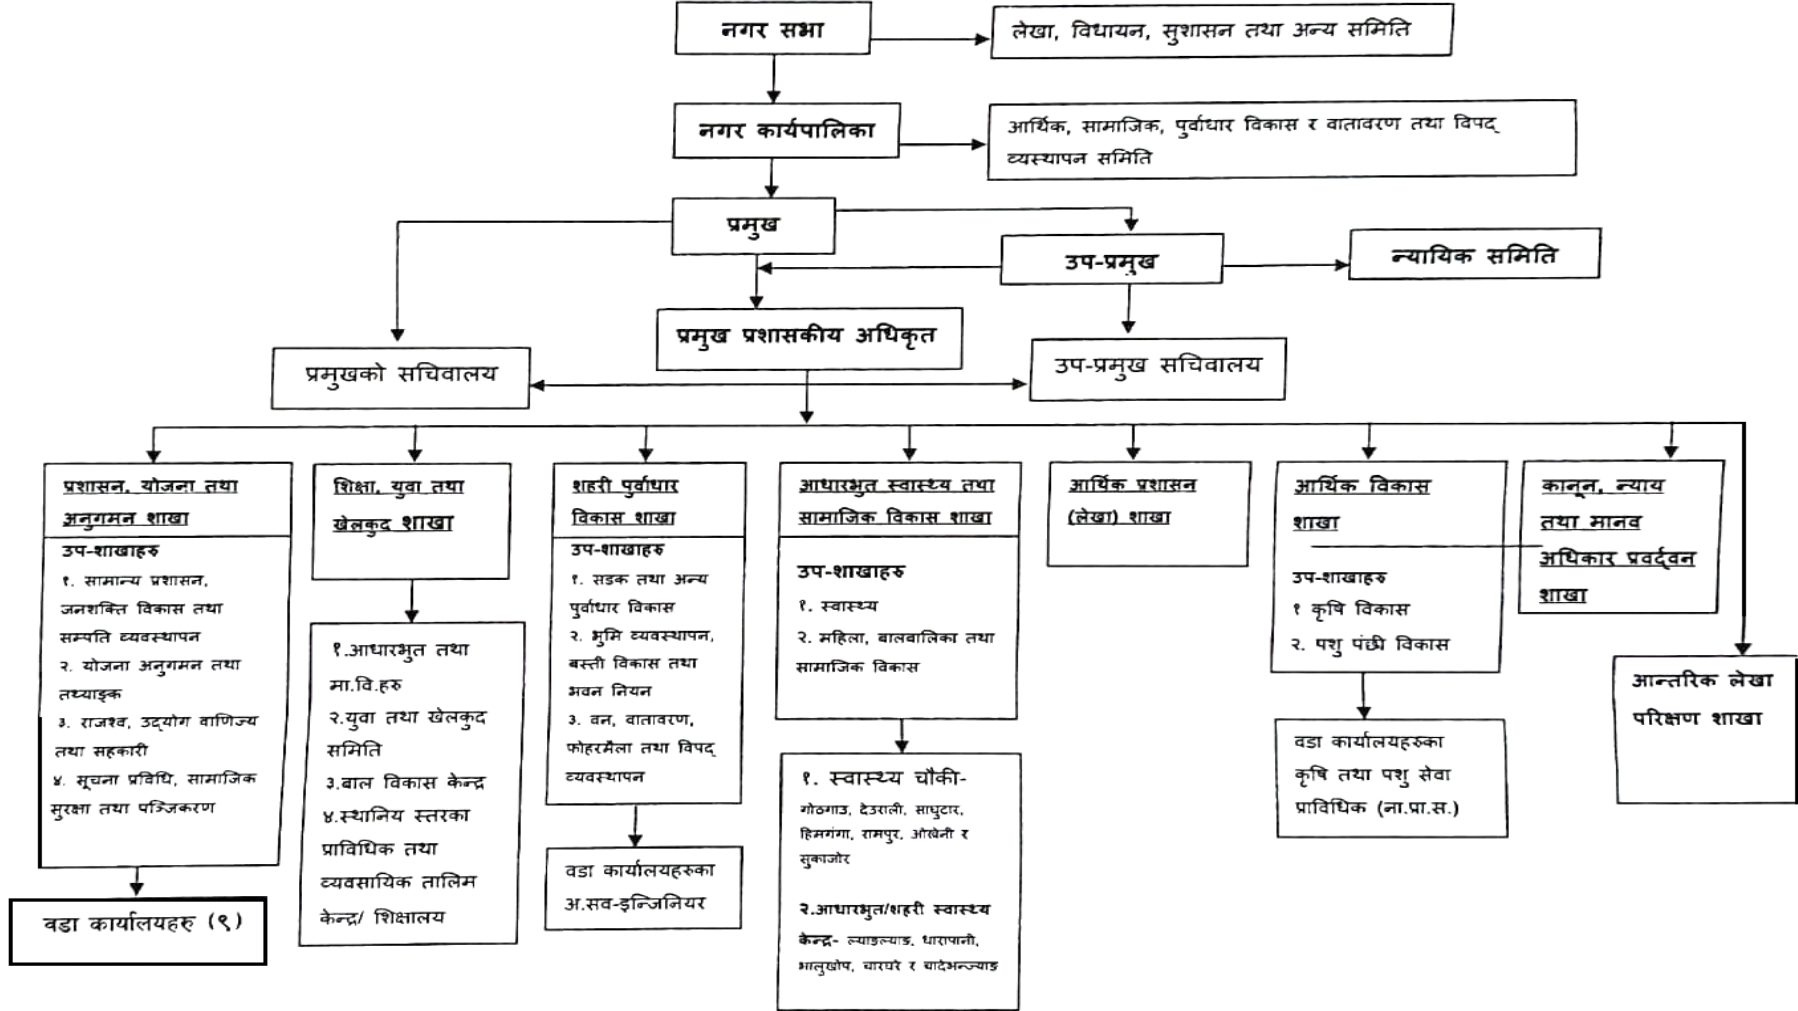 नगर सभा
लेखा, विधायन, सुशासन तथा अन्य समिति
नगर कार्यपालिका
आर्थिक, सामाजिक, पुर्वाधार विकास र वातावरण तथा विपद्
व्यस्थापन समिति
प्रमुख
उप-प्रमुख
न्यायिक समिति
प्रमुख प्रशासकीय अधिकृत
प्रमुखको सचिवालय
उप-प्रमुख सचिवालय
प्रशासन, योजना तथा
अनुगमन शाखा
उप-शाखाहरु
१. सामान्य प्रशासन,
जनशक्ति विकास तथा
सम्पति व्यवस्थापन
२. योजना अनुगमन तथा
तथ्याङ्क
३. राजश्व, उद्योग वाणिज्य
तथा सहकारी
४. सूचना प्रविधि, सामाजिक
सुरक्षा तथा पञ्जिकरण
वडा कार्यालयहरु (९)
शिक्षा, युवा तथा
खेलकुद शाखा
१.आधारभुत तथा
मा.वि.हरु
२.युवा तथा खेलकुद
समिति
३.बाल विकास केन्द्र
४.स्थानिय स्तरका
प्राविधिक तथा
व्यवसायिक तालिम
केन्द्र/ शिक्षालय
शहरी पुर्वाधार
विकास शाखा
उप-शाखाहरु
१. सडक तथा अन्य
पुर्वाधार विकास
२. भुमि व्यवस्थापन,
बस्ती विकास तथा
भवन नियन
३. वन, वातावरण,
फोहरमैला तथा विपद्
व्यवस्थापन
वडा कार्यालयहरुका
अ.सव-इन्जिनियर
आधारभुत स्वास्थ्य तथा
सामाजिक विकास शाखा
उप-शाखाहरु
१. स्वास्थ्य
२. महिला, बालबालिका तथा
सामाजिक विकास
१. स्वास्थ्य चौकी-
गोठगाउ, देउराली, साघुटार,
हिमगंगा, रामपुर, ओखेनी र
सुकाजोर
२.आधारभुत/शहरी स्वास्थ्य
केन्द्र- ल्याङल्याङ, धारापानी,
भालुखोप, चारघरे र
आर्थिक प्रशासन
(लेखा) शाखा
आर्थिक विकास
शाखा
उप-शाखाहरु
१ कृषि विकास
२. पशु पंछी विकास
वडा कार्यालयहरुका
कृषि तथा पशु सेवा
प्राविधिक (ना.प्रा.स.)
कानून, न्याय
तथा मानव
अधिकार प्रवर्द्वन
शाखा
आन्तरिक लेखा
परिक्षण शाखा